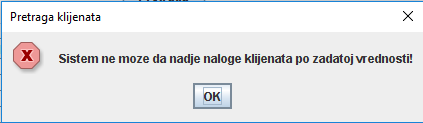 Pretraga klijenata
Sistem ne moze da nadje naloge klijenata po zadatoj vrednosti!
OK